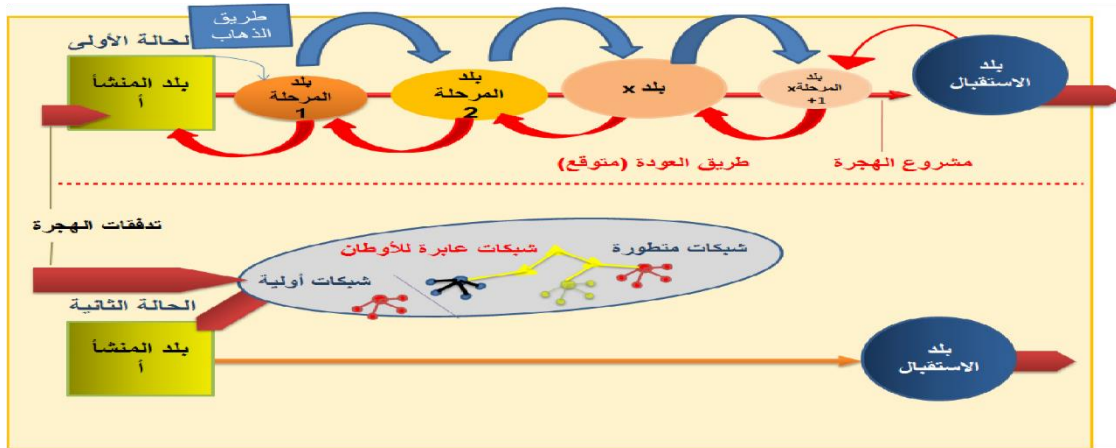 طريق
الذهاب
الحالة الأولى
بلد المنشأ
أ
بلد
المرحلة
1
بلد
المرحلة
2
بلد x
بلد
المرحلةx
+1
بلد
الاستقبال
طريق العودة (متوقع)
مشروع الهجرة
تدفقات الهجرة
شبكات أولية
شبكات عابرة للأوطان
شبكات متطورة
الحالة الثانية
بلد المنشأ
أ
بلد
الاستقبال